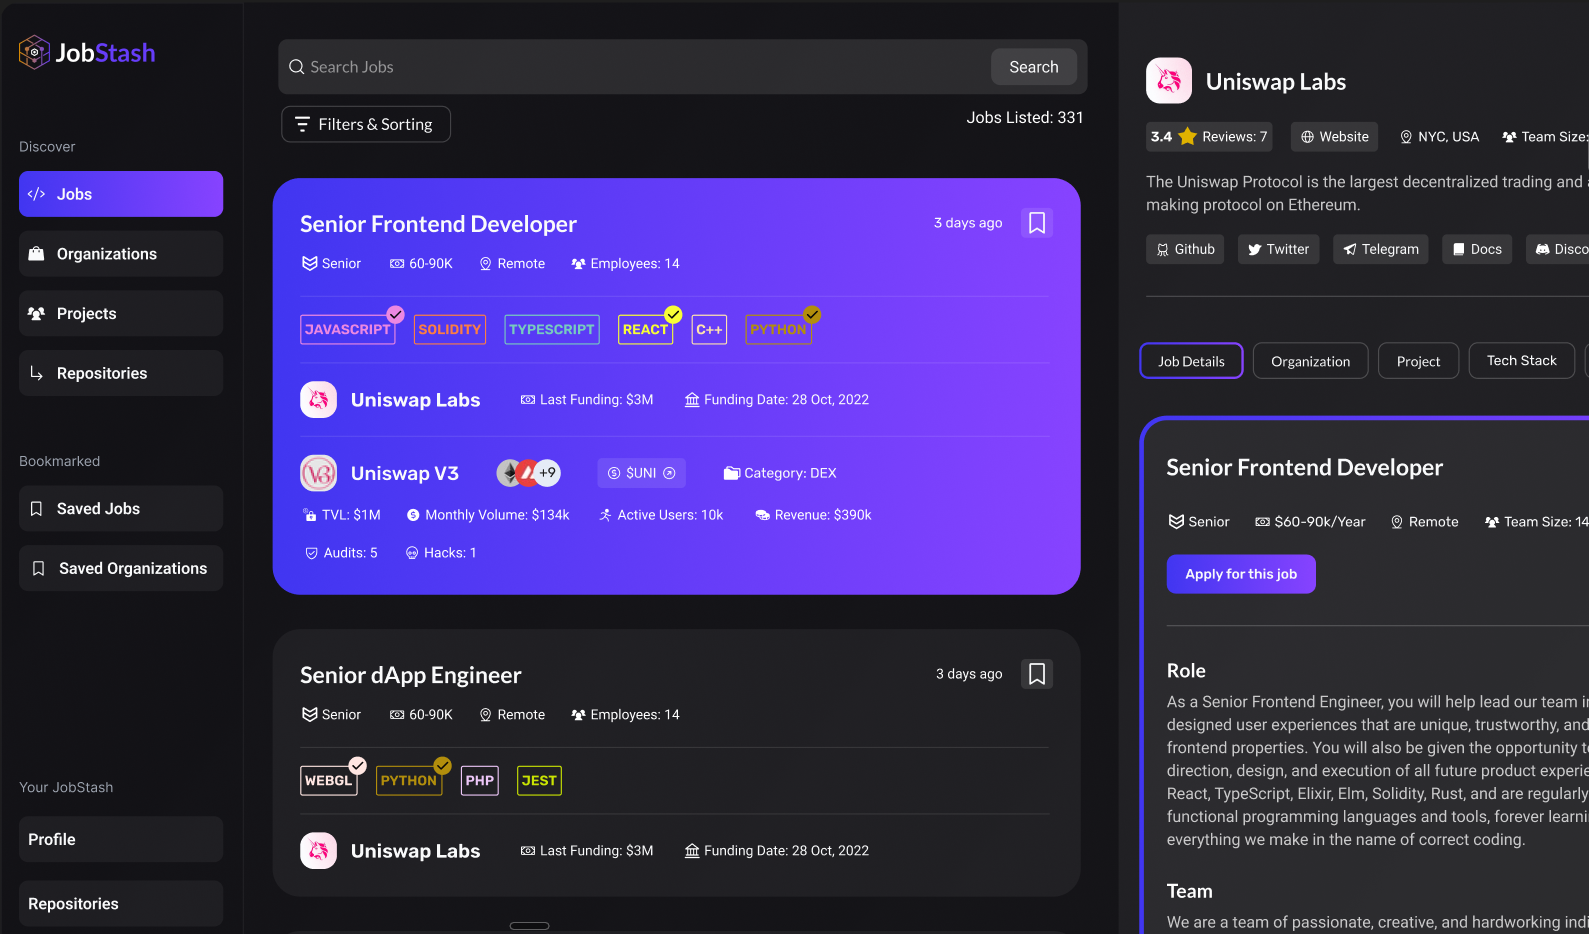 JobStash
Discover
Jobs
Organizations
Projects
Repositories
Bookmarked
Saved Jobs
Saved Organizations
Your JobStash
Profile
Repositories
Search Jobs
Search
Filters & Sorting
Jobs Listed: 331
Senior Frontend Developer
3 days ago
Senior 60-90K Remote Employees: 14
JAVASCRIPT SOLIDITY TYPESCRIPT REACT C++ PYTHON
Uniswap Labs Last Funding: $3M Funding Date: 28 Oct, 2022
Uniswap V3 +9 $UNI Category: DEX
TVL: $1M Monthly Volume: $134k Active Users: 10k Revenue: $390k
Audits: 5 Hacks: 1
Senior dApp Engineer
3 days ago
Senior 60-90K Remote Employees: 14
WEBGL PYTHON PHP JEST
Uniswap Labs Last Funding: $3M Funding Date: 28 Oct, 2022
Uniswap Labs
3.4 Reviews: 7 Website NYC, USA Team Size:
The Uniswap Protocol is the largest decentralized trading and
making protocol on Ethereum.
Github Twitter Telegram Docs Disco
Job Details Organization Project Tech Stack
Senior Frontend Developer
Senior $60-90k/Year Remote Team Size: 14
Apply for this job
Role
As a Senior Frontend Engineer, you will help lead our team in
designed user experiences that are unique, trustworthy, and
frontend properties. You will also be given the opportunity to
direction, design, and execution of all future product experie
React, TypeScript, Elixir, Elm, Solidity, Rust, and are regularly
functional programming languages and tools, forever learni
everything we make in the name of correct coding.
Team
We are a team of passionate, creative, and hardworking indi